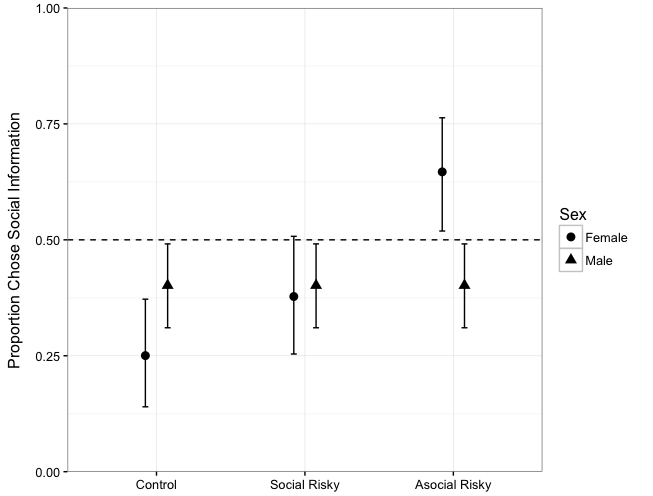 Proportion Chose Social Information
1.00
0.75
0.50
0.25
0.00
Control
Social Risky
Asocial Risky
Sex
Female
Male